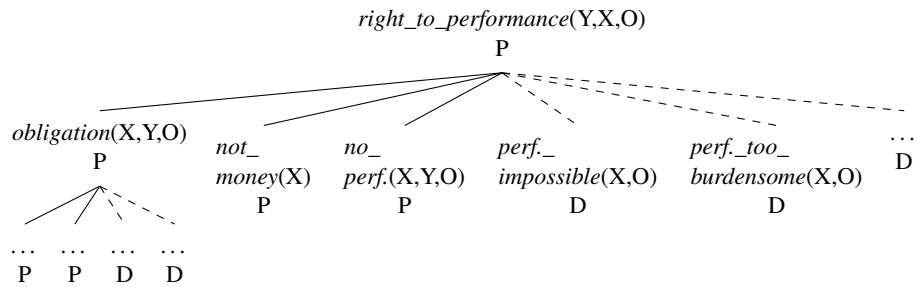 right_to_performance(Y,X,O)
P
obligation(X,Y,O)
P
not_
money(X)
P
no_
perf.(X,Y,O)
P
perf._
impossible(X,O)
D
perf._too_
burdensome(X,O)
D
...
D
... ... ... ...
P P D D